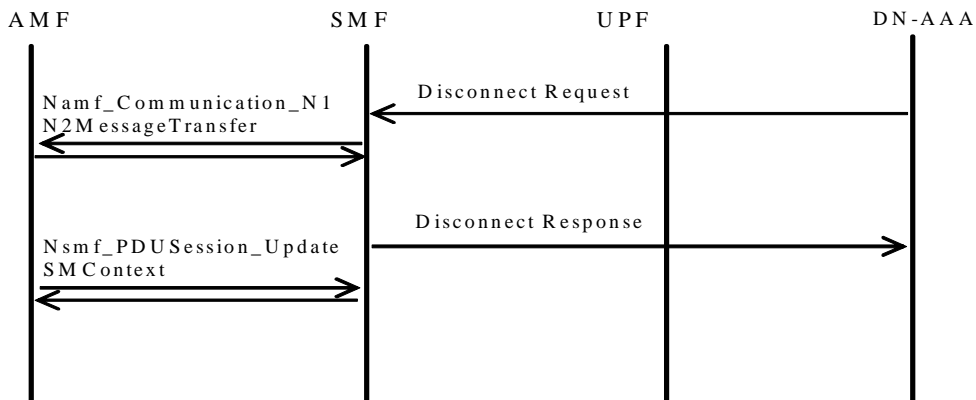 AMF
SMF
UPF
DN-AAA
Disconnect Request
Namf_Communication_N1
N2MessageTransfer
Disconnect Response
Nsmf_PDUSession_Update
SMContext